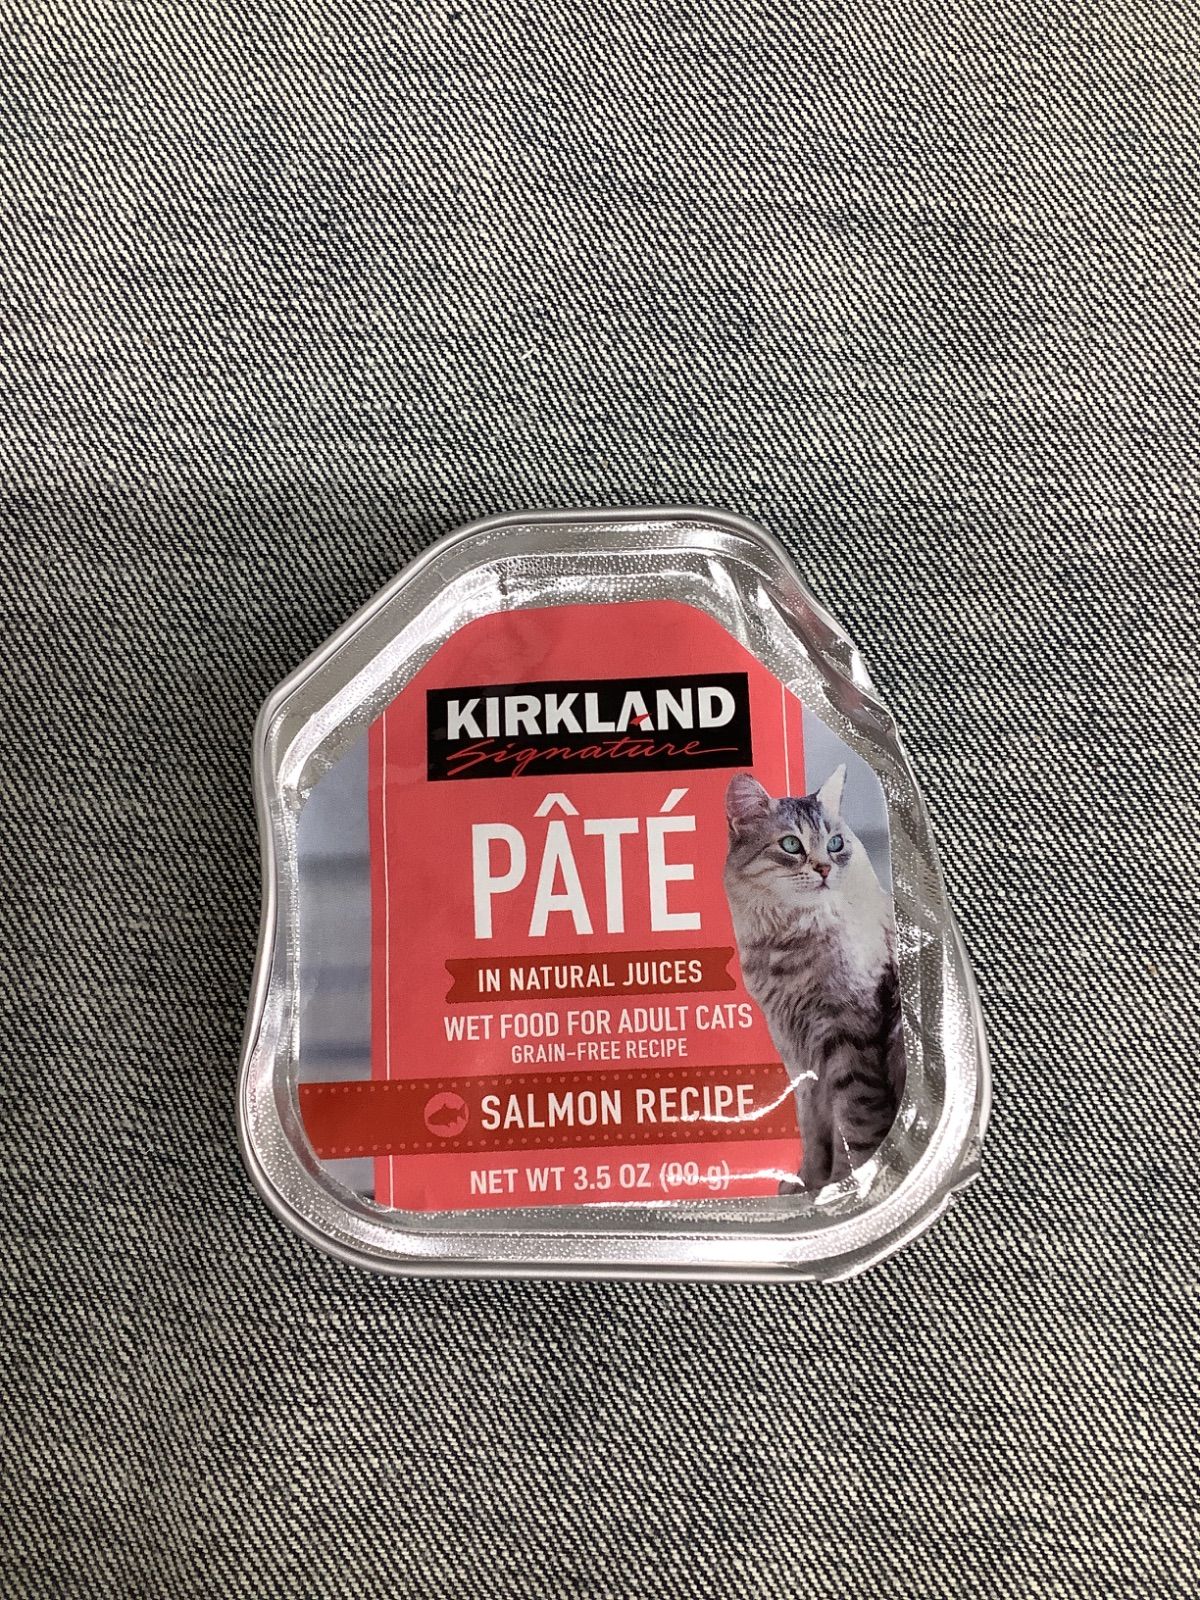 KIRKLAND
Signature
PÂTÉ
IN NATURAL JUICES
WET FOOD FOR ADULT CATS
GRAIN-FREE RECIPE
SALMON RECIPE
NET WT 3.5 OZ (99 g)